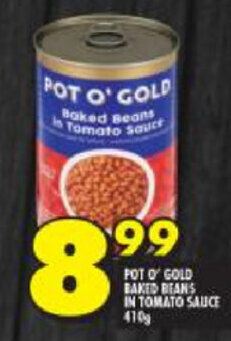 POT O' GOLD
Baked Beans
in Tomato Sauce
8 99
POT O' GOLD
BAKED BEANS
IN TOMATO SAUCE
410g